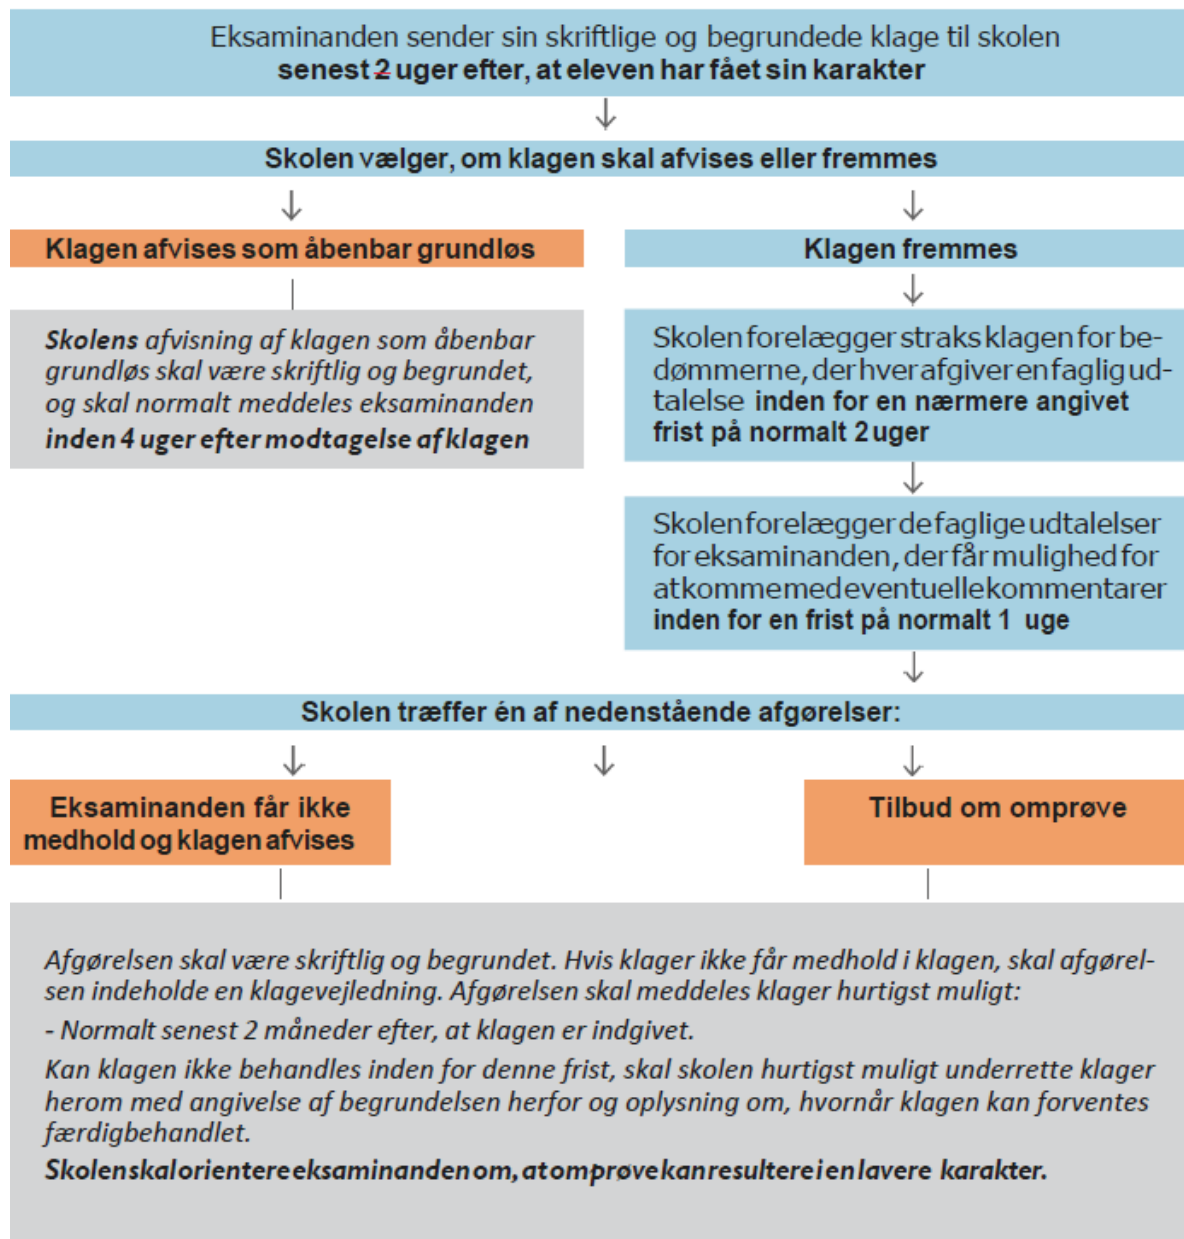 Eksaminanden sender sin skriftlige og begrundede klage til skolen
senest 2 uger efter, at eleven har fået sin karakter
Skolen vælger, om klagen skal afvises eller fremmes
Klagen afvises som åbenbar grundløs
Skolens afvisning af klagen som åbenbar
grundløs skal være skriftlig og begrundet,
og skal normalt meddeles eksaminanden
inden 4 uger efter modtagelse af klagen
Klagen fremmes
Skolen forelægger straks klagen for be-
dømmerne, der hver afgiver en faglig ud-
talelse inden for en nærmere angivet
frist på normalt 2 uger
Skolen forelægger de faglige udtalelser
for eksaminanden, der får mulighed for
at komme med eventuelle kommentarer
inden for en frist på normalt 1 uge
Skolen træffer én af nedenstående afgørelser:
Eksaminanden får ikke
medhold og klagen afvises
Tilbud om omprøve
Afgørelsen skal være skriftlig og begrundet. Hvis klager ikke får medhold i klagen, skal afgørel-
sen indeholde en klagevejledning. Afgørelsen skal meddeles klager hurtigst muligt:
- Normalt senest 2 måneder efter, at klagen er indgivet.
Kan klagen ikke behandles inden for denne frist, skal skolen hurtigst muligt underrette klager
herom med angivelse af begrundelsen herfor og oplysning om, hvornår klagen kan forventes
færdigbehandlet.
Skolen skal orientere eksaminanden om, at omprøve kan resultere i en lavere karakter.